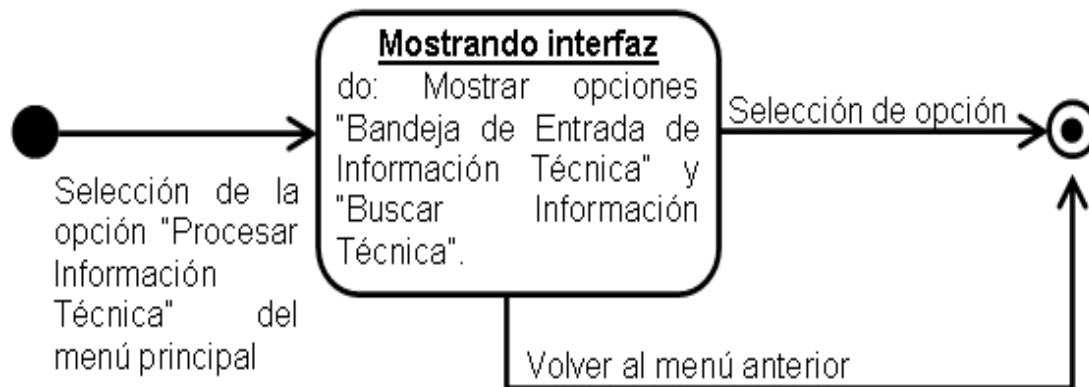 Mostrando interfaz
do: Mostrar opciones
"Bandeja de Entrada de
Información Técnica" y
"Buscar Información
Técnica".
Selección de opción
Selección de la
opción "Procesar
Información
Técnica" del
menú principal
Volver al menú anterior